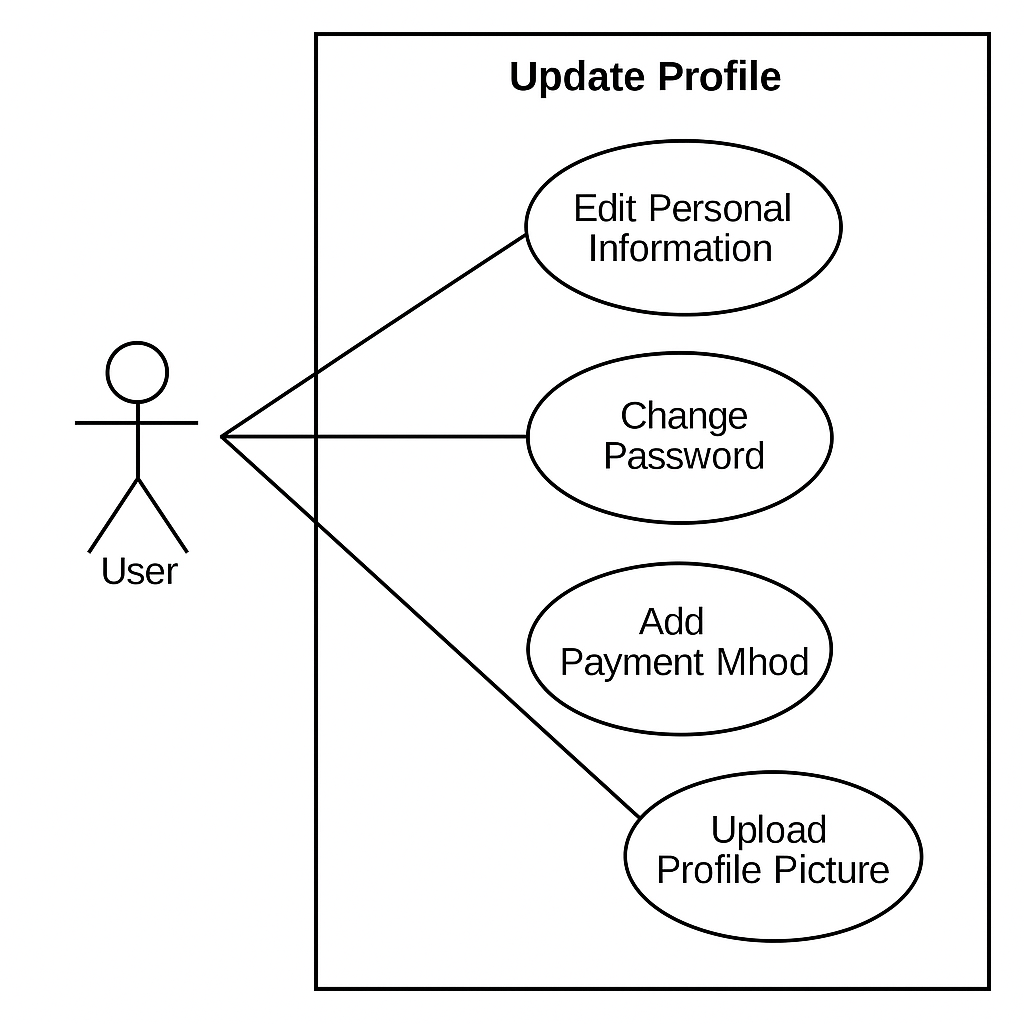 Update Profile
Edit Personal
Information
Change
Password
User
Add
Payment Mhod
Upload
Profile Picture